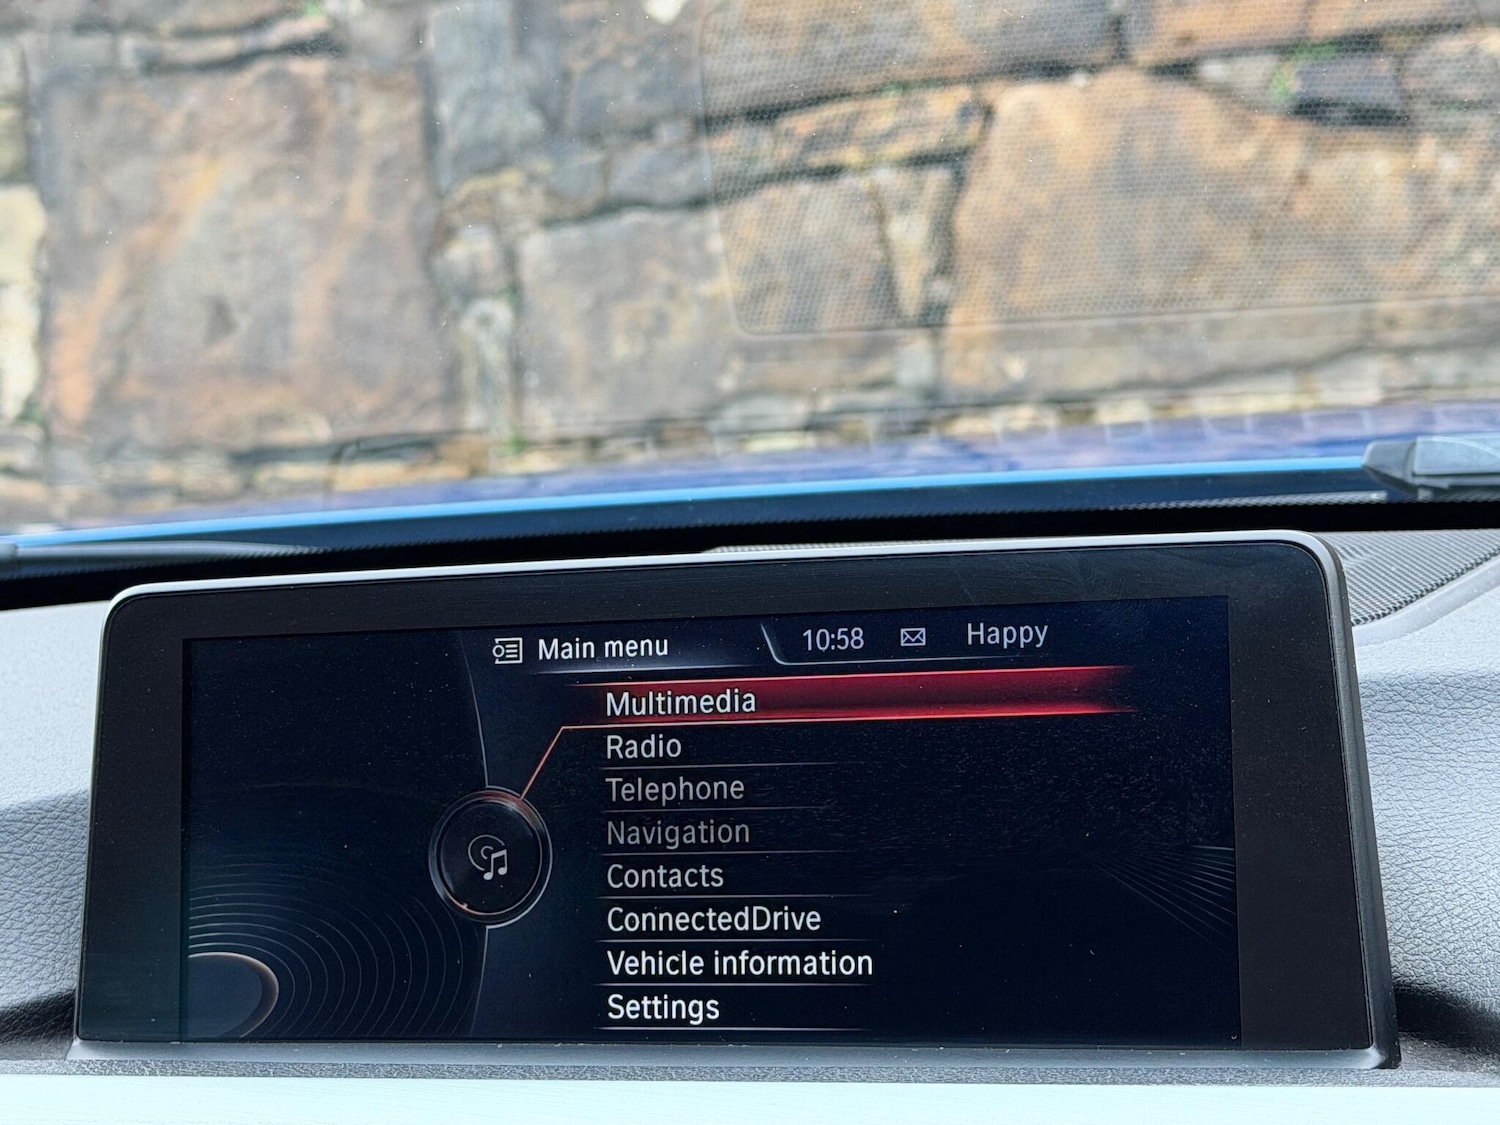 Main menu 10:58 Happy
Multimedia
Radio
Telephone
Navigation
Contacts
ConnectedDrive
Vehicle information
Settings